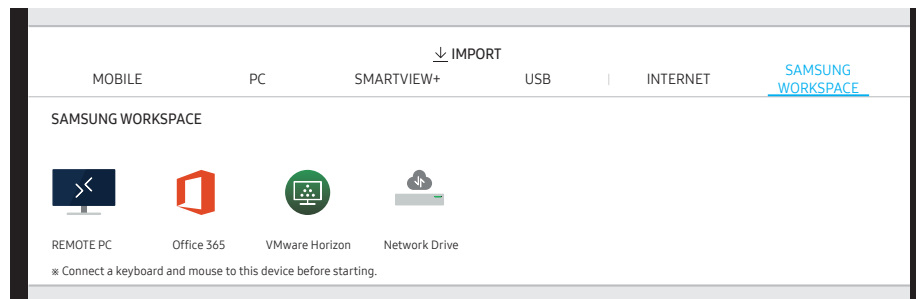 IMPORT
MOBILE PC SMARTVIEW+ USB INTERNET SAMSUNG
WORKSPACE
SAMSUNG WORKSPACE
REMOTE PC Office 365 VMware Horizon Network Drive
※ Connect a keyboard and mouse to this device before starting.